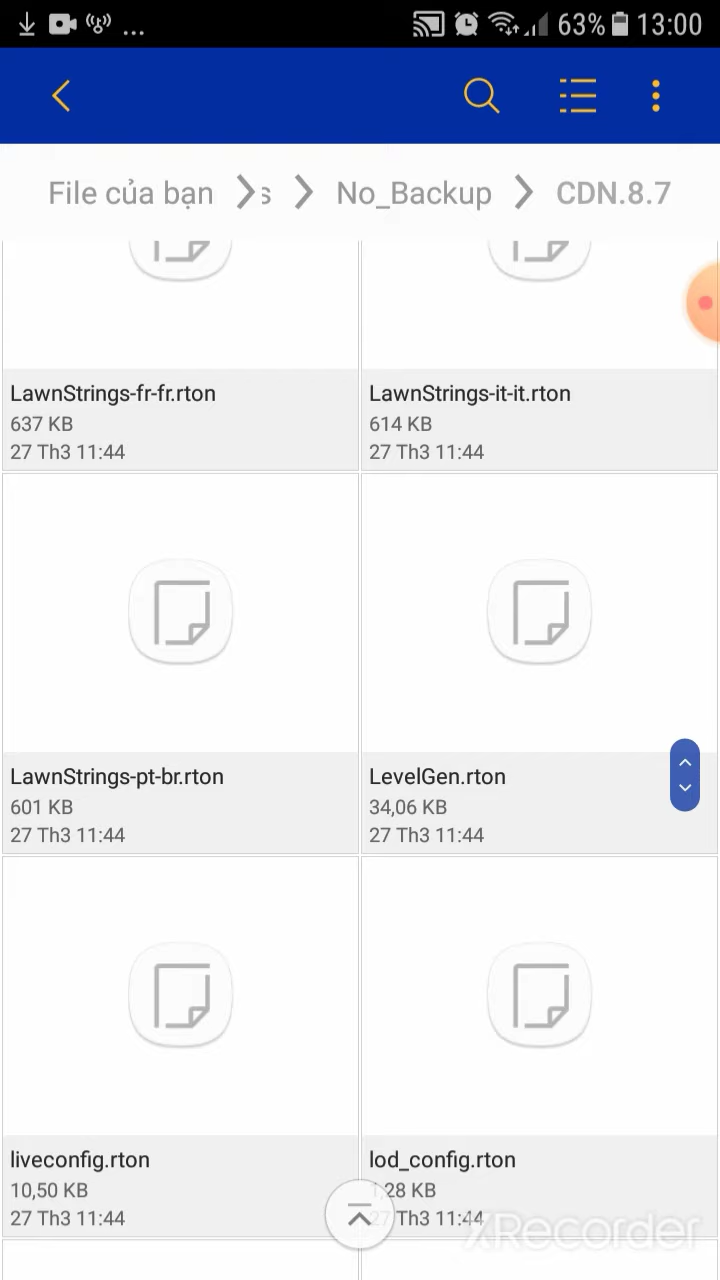 ... 63% 13:00
File của bạn s No_Backup CDN.8.7
LawnStrings-fr-fr.rton
637 KB
27 Th3 11:44
LawnStrings-it-it.rton
614 KB
27 Th3 11:44
LawnStrings-pt-br.rton
601 KB
27 Th3 11:44
LevelGen.rton
34,06 KB
27 Th3 11:44
liveconfig.rton
10,50 KB
27 Th3 11:44
lod_config.rton
1,28 KB
27 Th3 11:44
XRecorder